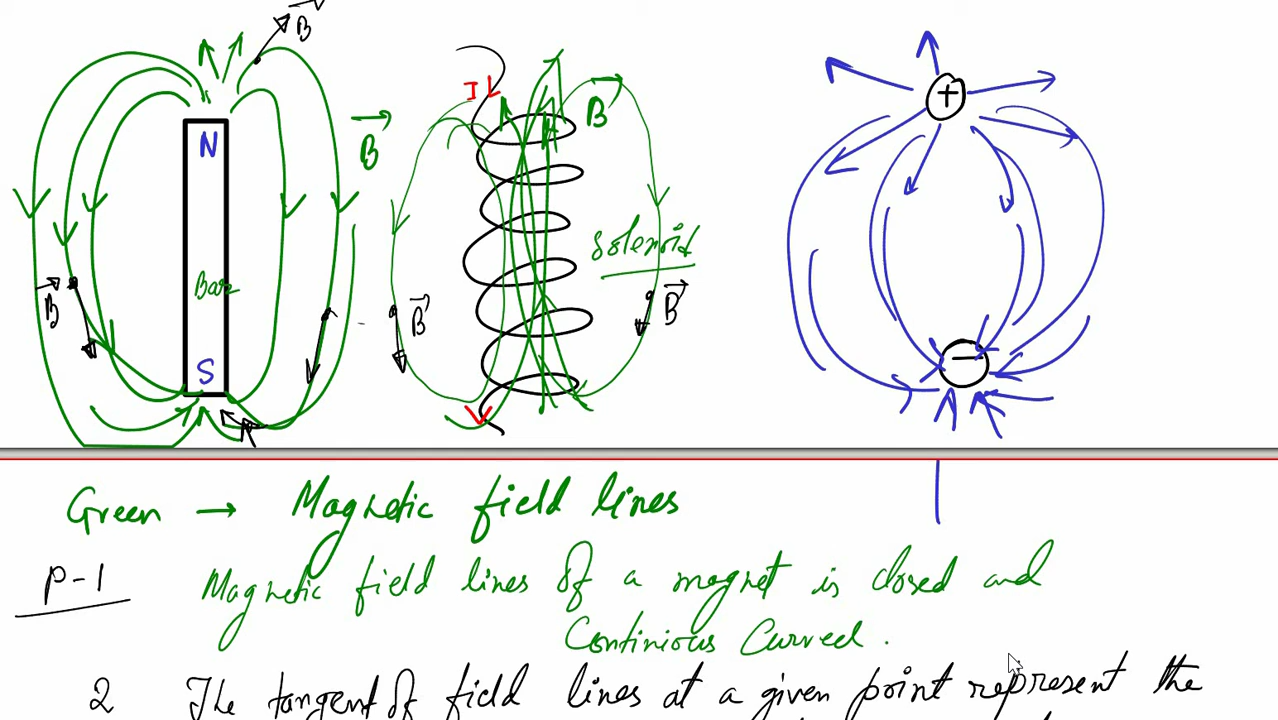 B
N
B
Bar
B
S
I
B
Solenoid
B
B
+
−
Green → Magnetic field lines
P-1 Magnetic field lines of a magnet is closed and
Continious Curved.
2 The tangent of field lines at a given point represent the